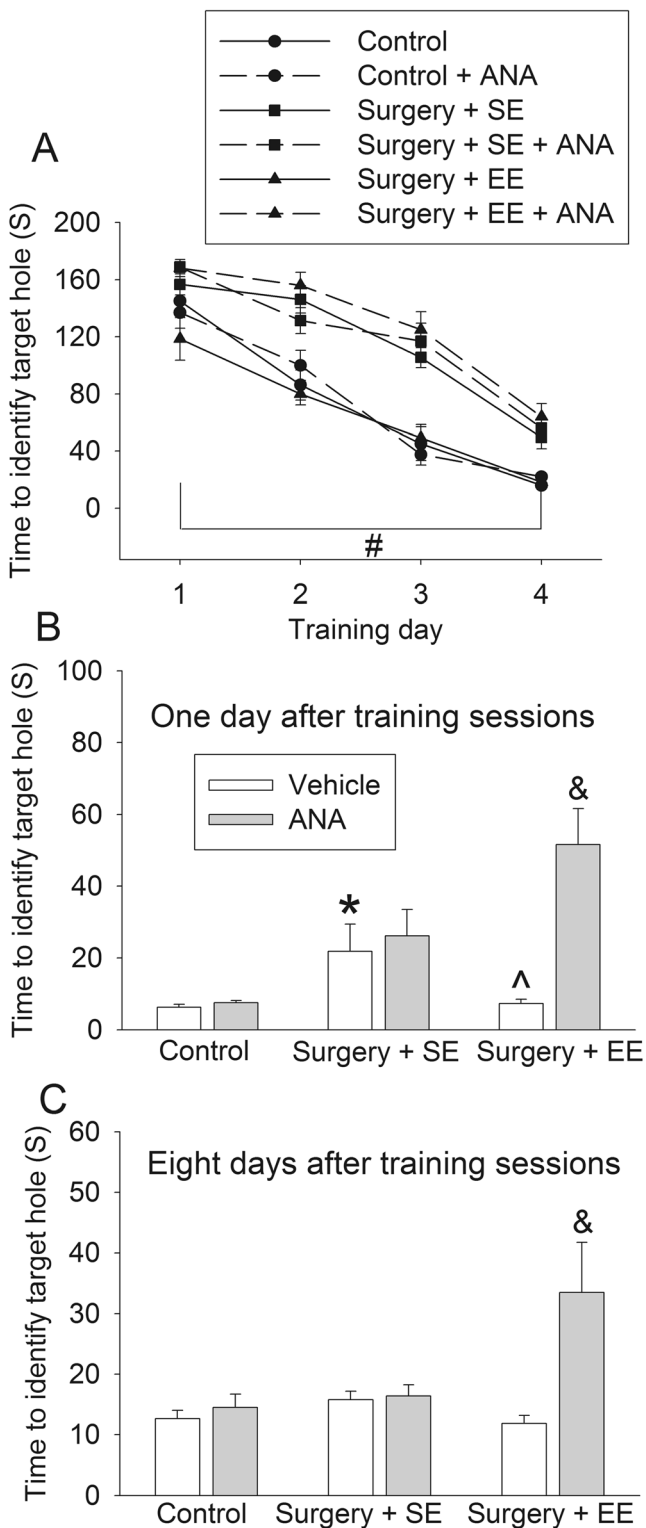 Control
Control + ANA
Surgery + SE
Surgery + SE + ANA
Surgery + EE
Surgery + EE + ANA
A
Time to identify target hole (S)
200
160
120
80
40
0
#
1 2 3 4
Training day
B
Time to identify target hole (S)
100
80
60
40
20
0
One day after training sessions
Vehicle
ANA
*
^
&
Control Surgery + SE Surgery + EE
C
Time to identify target hole (S)
60
50
40
30
20
10
0
Eight days after training sessions
&
Control Surgery + SE Surgery + EE